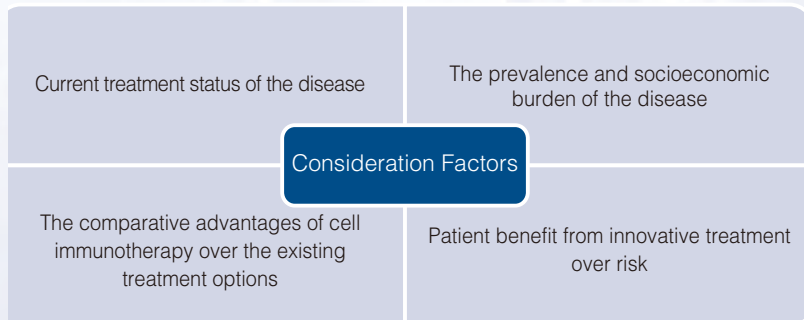 Current treatment status of the disease
The prevalence and socioeconomic
burden of the disease
Consideration Factors
The comparative advantages of cell
immunotherapy over the existing
treatment options
Patient benefit from innovative treatment
over risk